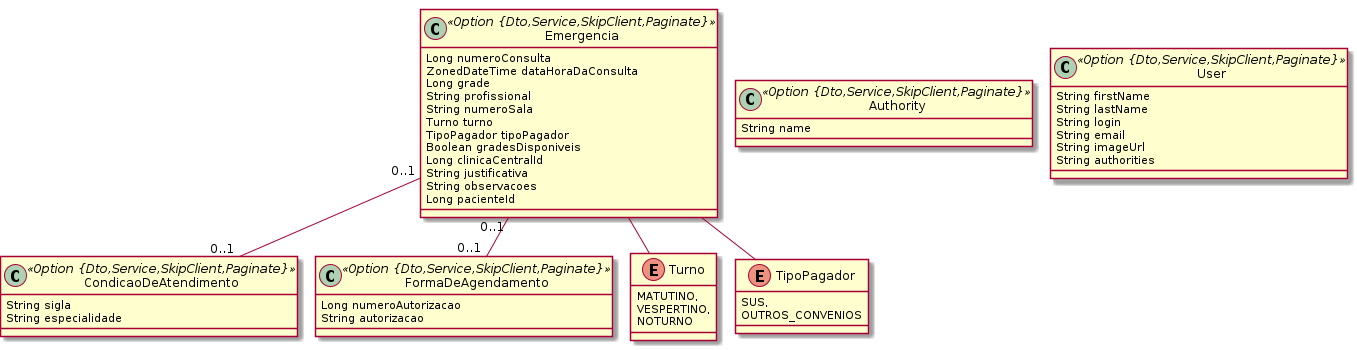 C «Option {Dto,Service,SkipClient,Paginate}»
Emergencia
Long numeroConsulta
ZonedDateTime dataHoraDaConsulta
Long grade
String profissional
String numeroSala
Turno turno
TipoPagador tipoPagador
Boolean gradesDisponiveis
Long clinicaCentralId
String justificativa
String observacoes
Long pacienteId
C «Option {Dto,Service,SkipClient,Paginate}»
Authority
String name
C «Option {Dto,Service,SkipClient,Paginate}»
User
String firstName
String lastName
String login
String email
String imageUrl
String authorities
0..1
0..1
0..1
0..1
C «Option {Dto,Service,SkipClient,Paginate}»
CondicaoDeAtendimento
String sigla
String especialidade
C «Option {Dto,Service,SkipClient,Paginate}»
FormaDeAgendamento
Long numeroAutorizacao
String autorizacao
E Turno
MATUTINO,
VESPERTINO,
NOTURNO
E TipoPagador
SUS,
OUTROS_CONVENIOS